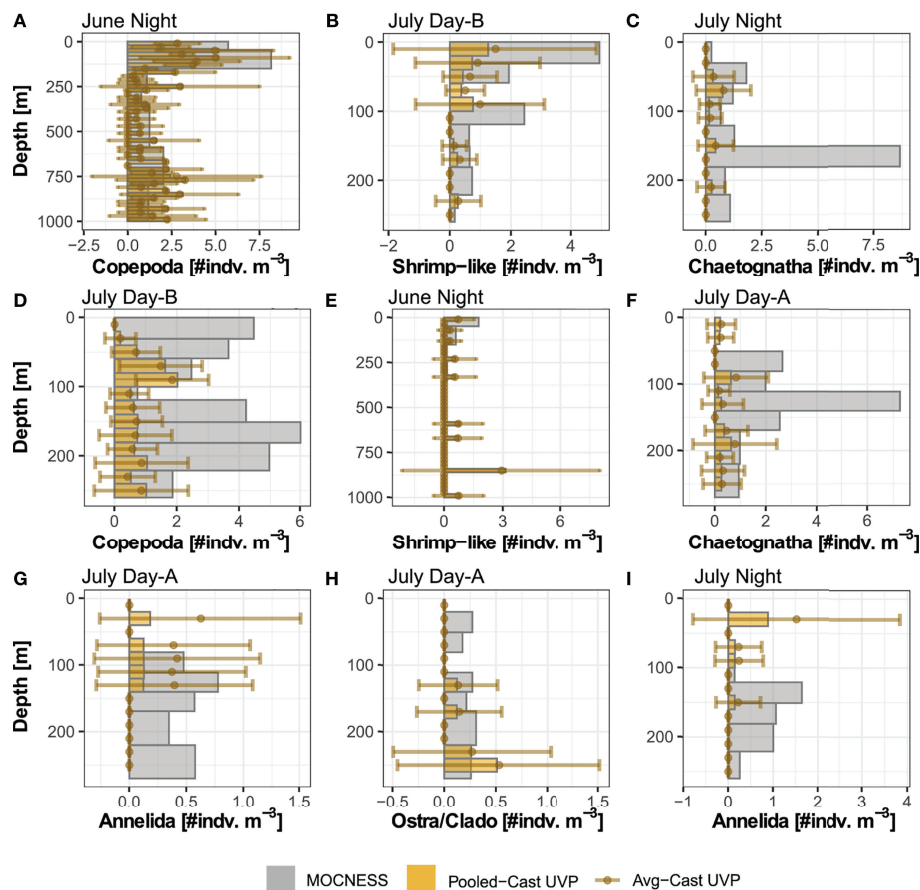 A June Night
B July Day-B
C July Night
0
250
500
750
1000
Depth [m]
−2.5 0.0 2.5 5.0 7.5
Copepoda [#indv. m⁻³]
0
100
200
−2 0 2 4
Shrimp−like [#indv. m⁻³]
0
100
200
0.0 2.5 5.0 7.5
Chaetognatha [#indv. m⁻³]
D July Day-B
E June Night
F July Day-A
0
100
200
Depth [m]
0 2 4 6
Copepoda [#indv. m⁻³]
0
250
500
750
1000
0 3 6
Shrimp−like [#indv. m⁻³]
0
100
200
0 2 4 6
Chaetognatha [#indv. m⁻³]
G July Day-A
H July Day-A
I July Night
0
100
200
Depth [m]
0.0 0.5 1.0 1.5
Annelida [#indv. m⁻³]
0
100
200
−0.5 0.0 0.5 1.0 1.5
Ostra/Clado [#indv. m⁻³]
0
100
200
−1 0 1 2 3 4
Annelida [#indv. m⁻³]
MOCNESS Pooled-Cast UVP Avg-Cast UVP